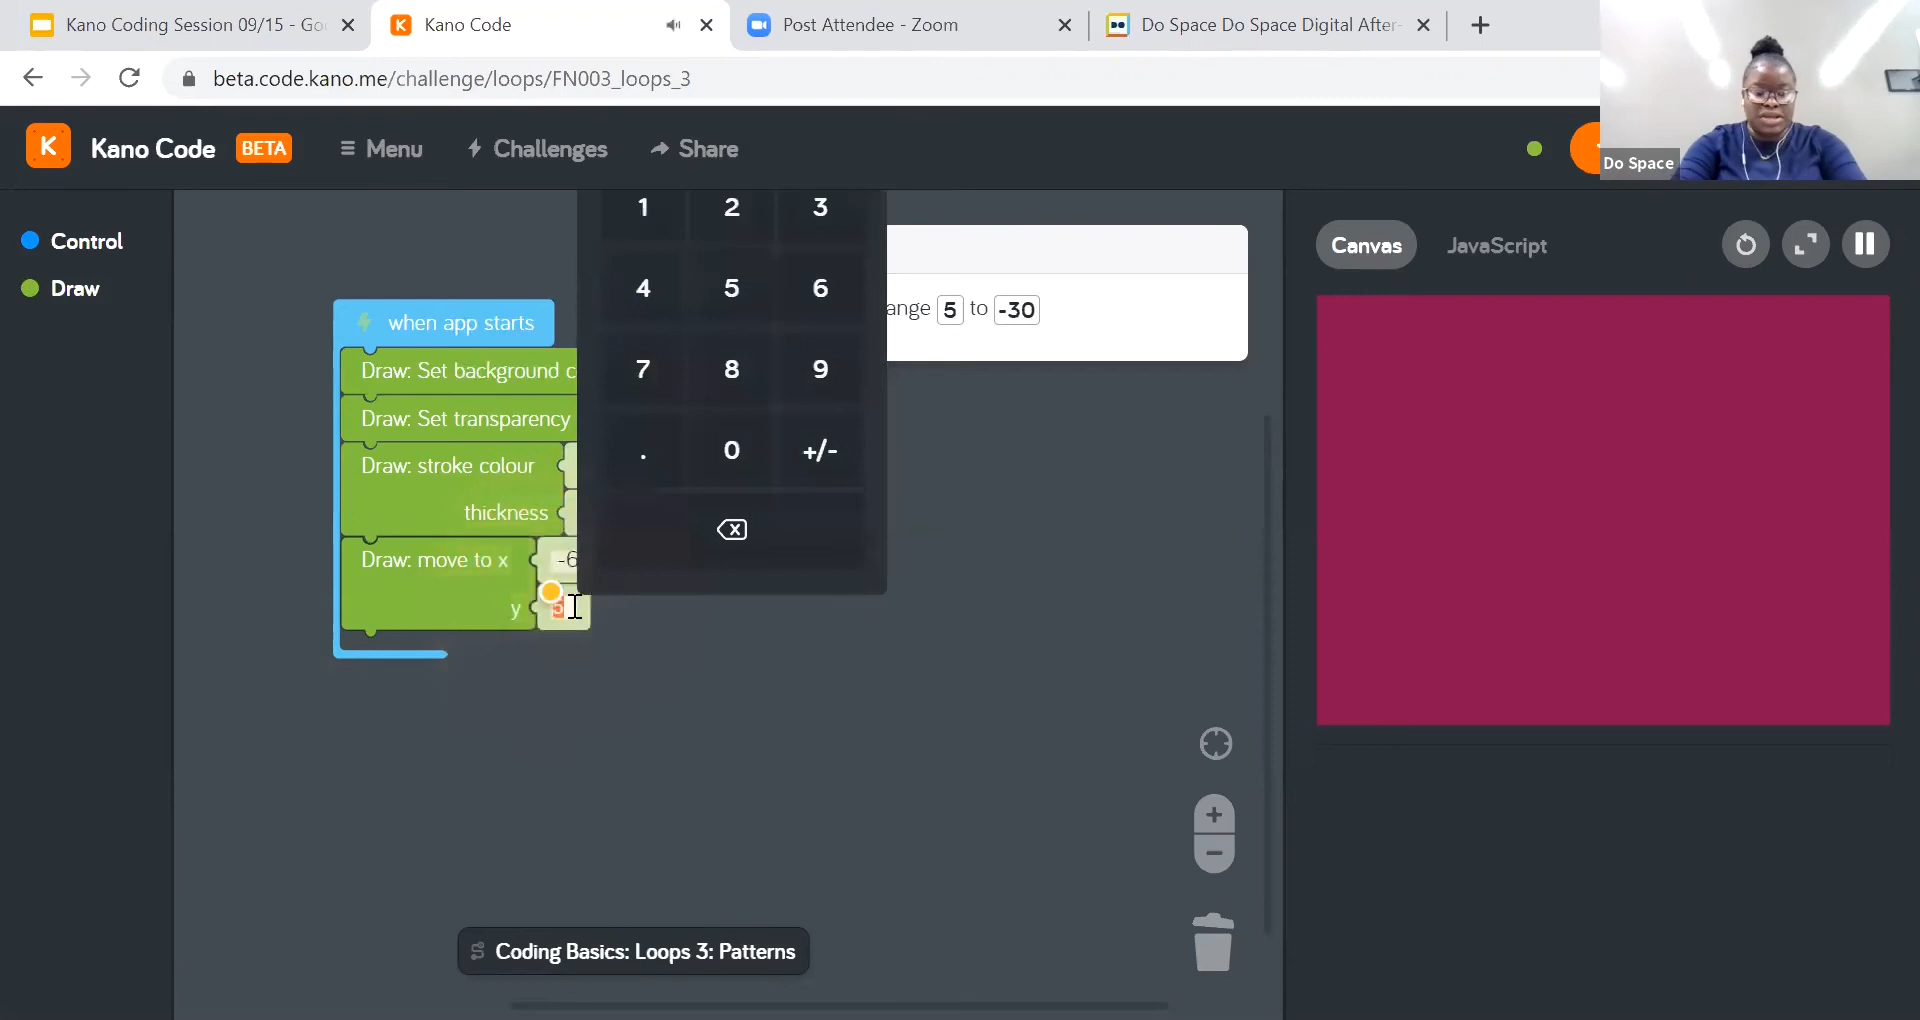 Kano Coding Session 09/15 - Go
Kano Code
Post Attendee - Zoom
Do Space Do Space Digital After-
beta.code.kano.me/challenge/loops/FN003_loops_3
K
Kano Code
BETA
Menu
Challenges
Share
Do Space
Control
Draw
when app starts
Draw: Set background c
Draw: Set transparency
Draw: stroke colour
thickness
Draw: move to x
-6
y
5
1 2 3
4 5 6
7 8 9
. 0 +/-
ange 5 to -30
Canvas
JavaScript
+
−
Coding Basics: Loops 3: Patterns